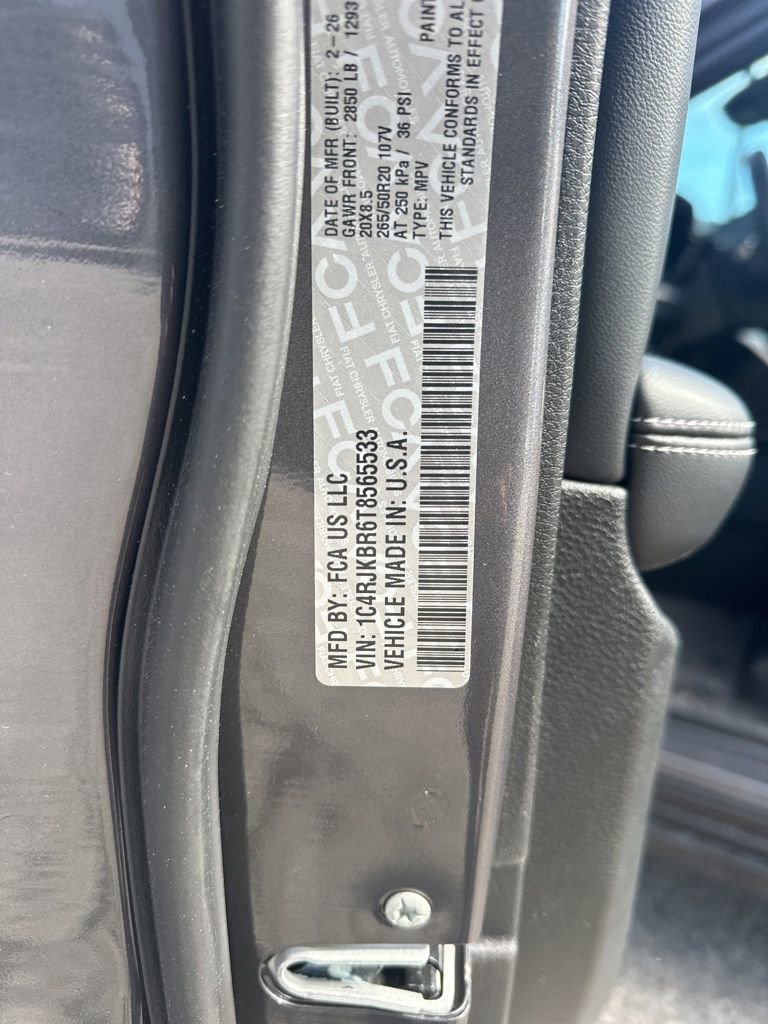 MFD BY: FCA US LLC
VIN: 1C4RJKBR6T8565533
VEHICLE MADE IN: U.S.A.
DATE OF MFR (BUILT): 2-26
GAWR FRONT: 2850 LB / 1293
20X8.5
265/50R20 107V
AT 250 kPa / 36 PSI
TYPE: MPV PAINT
THIS VEHICLE CONFORMS TO AL
STANDARDS IN EFFECT